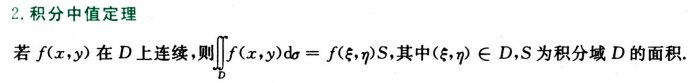 2.积分中值定理
若 f(x,y) 在 D 上连续,则∬_D f(x,y)dσ = f(ξ,η)S,其中(ξ,η) ∈ D,S 为积分域 D 的面积.